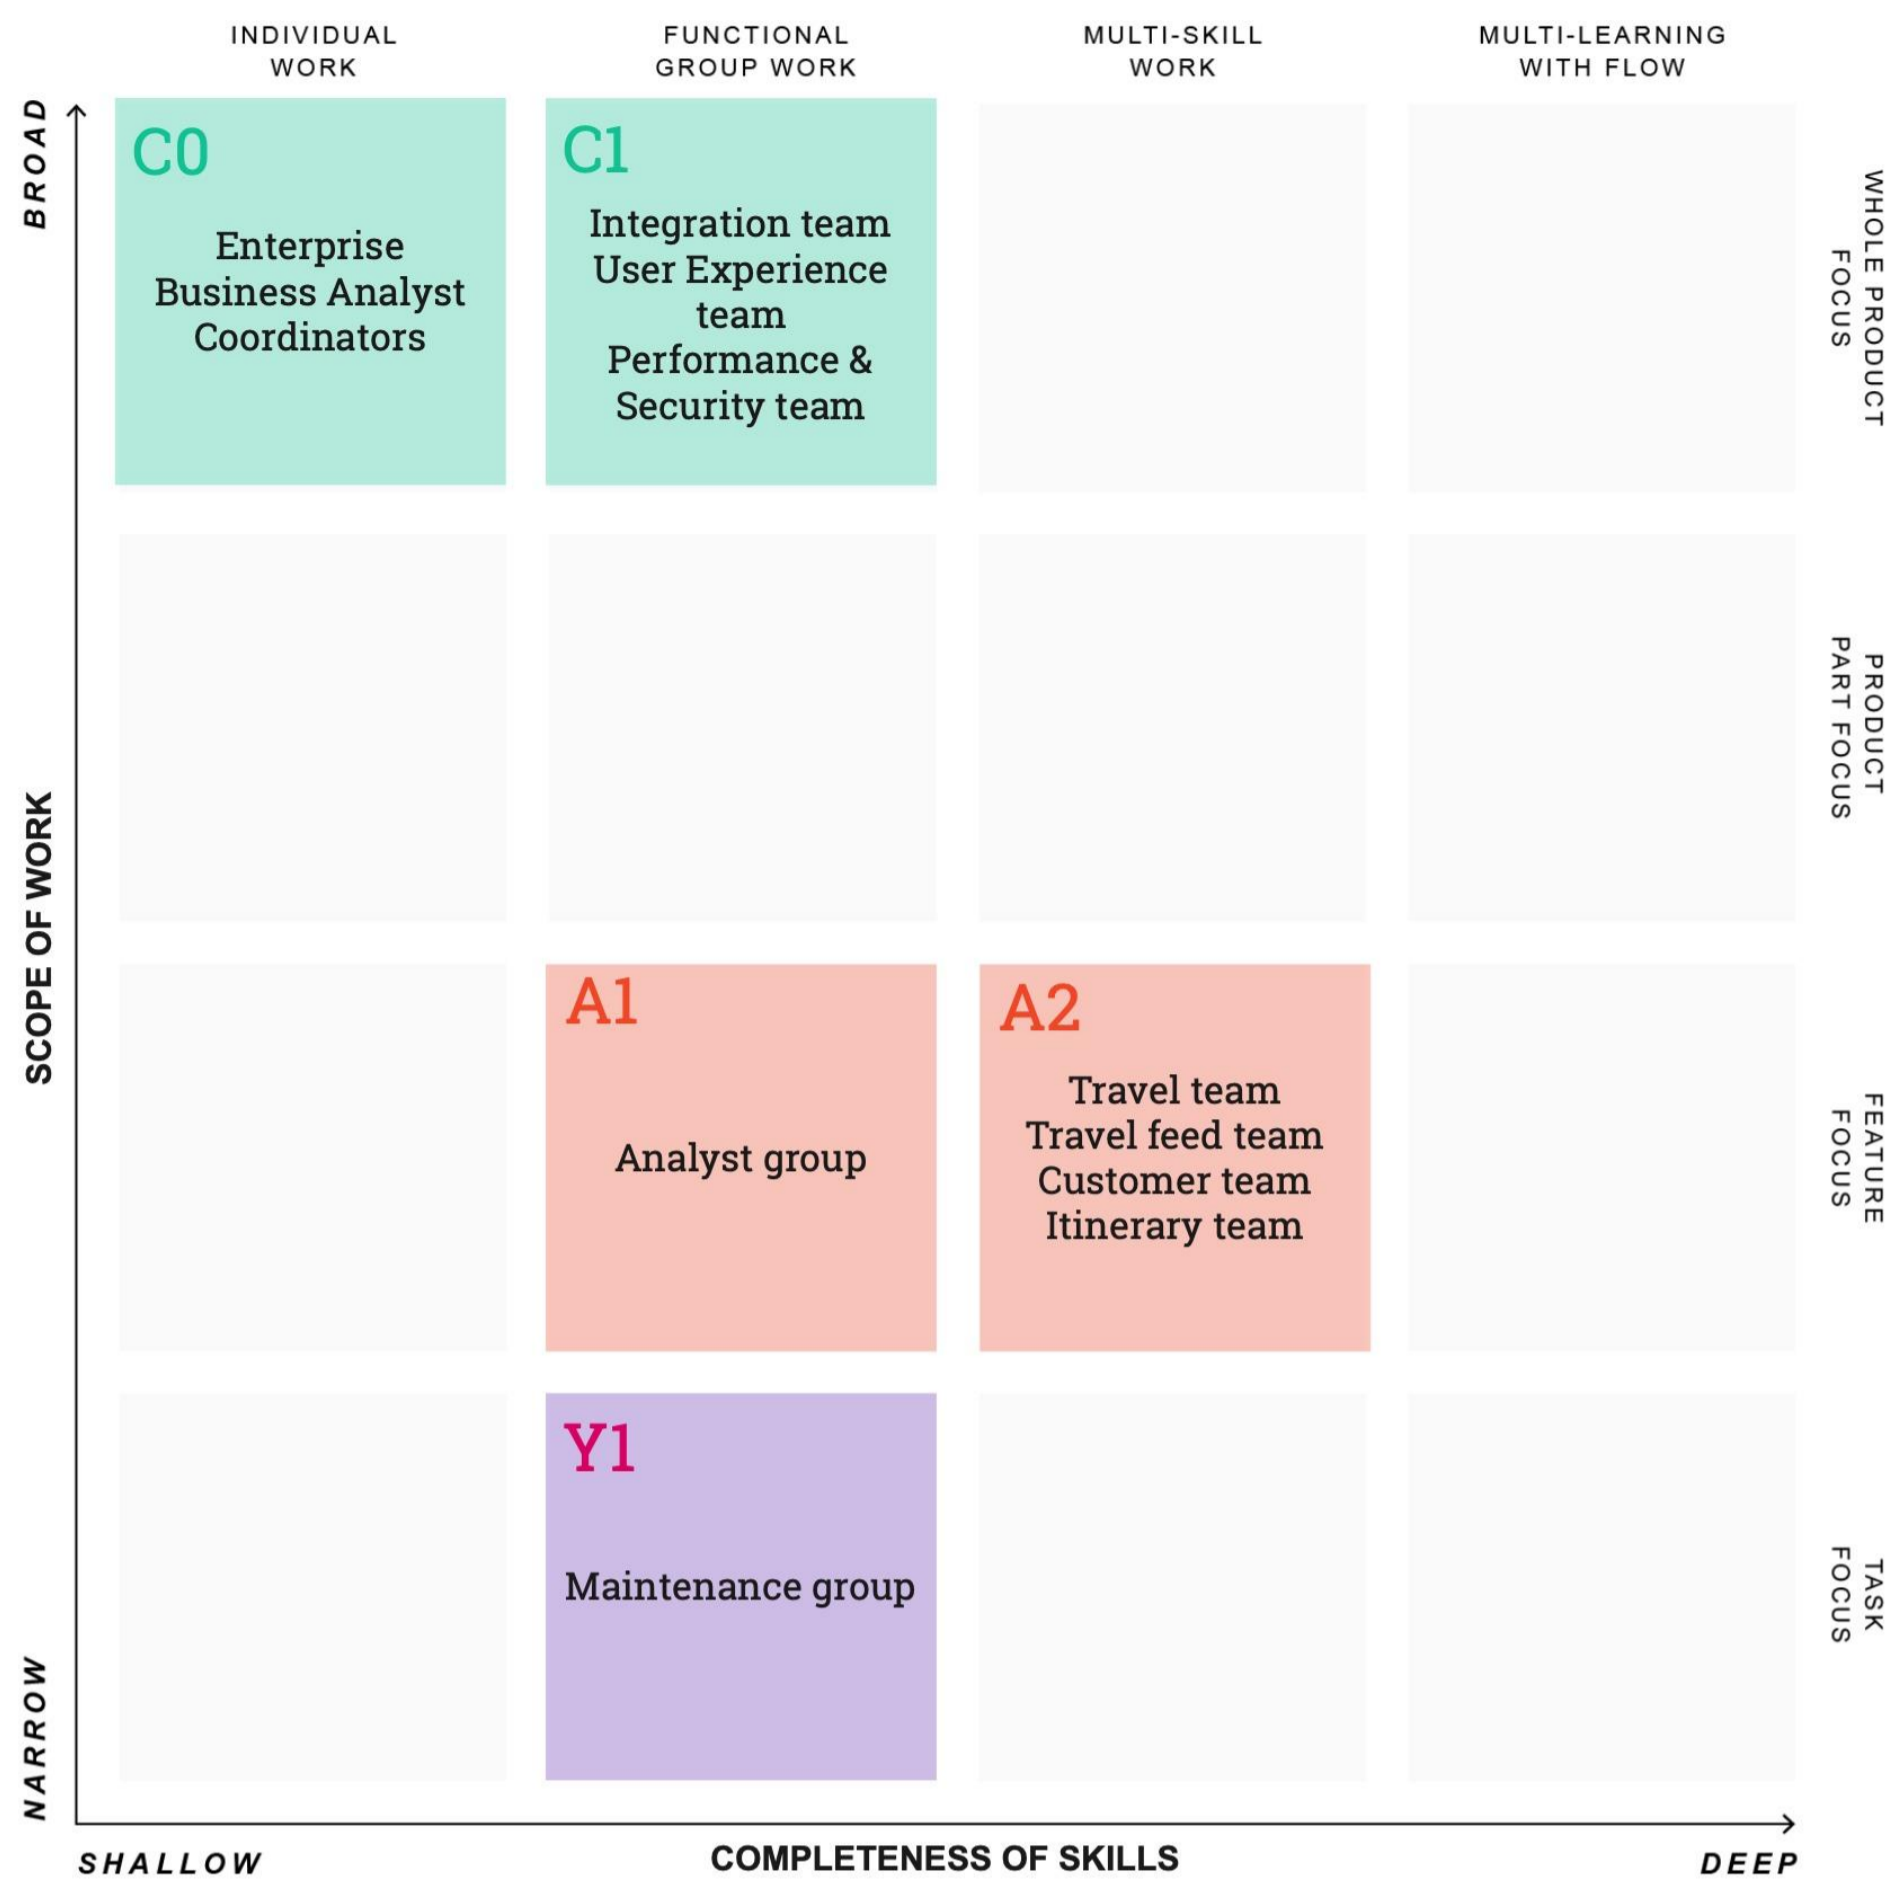 INDIVIDUAL
WORK
FUNCTIONAL
GROUP WORK
MULTI-SKILL
WORK
MULTI-LEARNING
WITH FLOW
BROAD
C0
Enterprise
Business Analyst
Coordinators
C1
Integration team
User Experience
team
Performance &
Security team
WHOLE PRODUCT
FOCUS
PRODUCT
PART FOCUS
SCOPE OF WORK
A1
Analyst group
A2
Travel team
Travel feed team
Customer team
Itinerary team
FEATURE
FOCUS
Y1
Maintenance group
TASK
FOCUS
NARROW
SHALLOW
COMPLETENESS OF SKILLS
DEEP